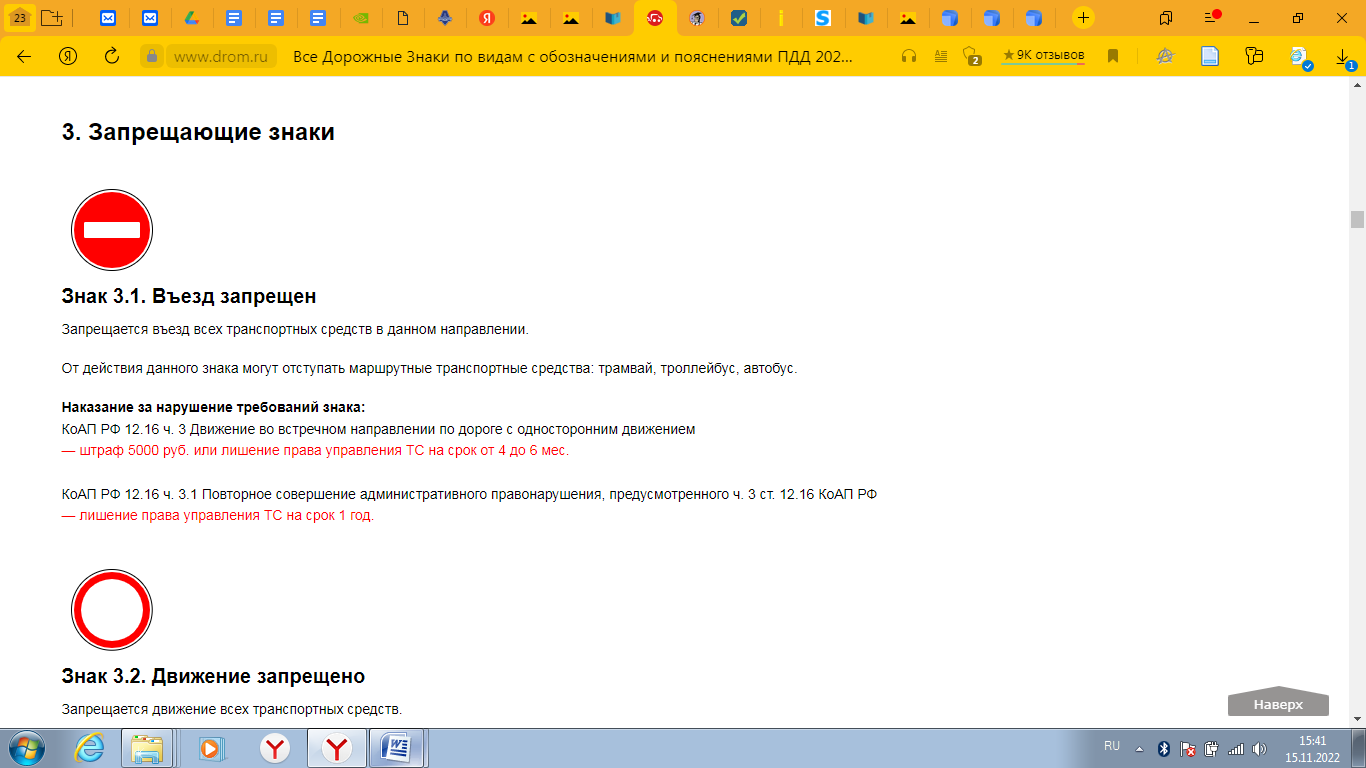 23
www.drom.ru
Все Дорожные Знаки по видам с обозначениями и пояснениями ПДД 202...
★ 9K отзывов
2
1
3. Запрещающие знаки
Знак 3.1. Въезд запрещен
Запрещается въезд всех транспортных средств в данном направлении.
От действия данного знака могут отступать маршрутные транспортные средства: трамвай, троллейбус, автобус.
Наказание за нарушение требований знака:
КоАП РФ 12.16 ч. 3 Движение во встречном направлении по дороге с односторонним движением
— штраф 5000 руб. или лишение права управления ТС на срок от 4 до 6 мес.
КоАП РФ 12.16 ч. 3.1 Повторное совершение административного правонарушения, предусмотренного ч. 3 ст. 12.16 КоАП РФ
— лишение права управления ТС на срок 1 год.
Знак 3.2. Движение запрещено
Запрещается движение всех транспортных средств.
Наверх
RU
15:41
15.11.2022